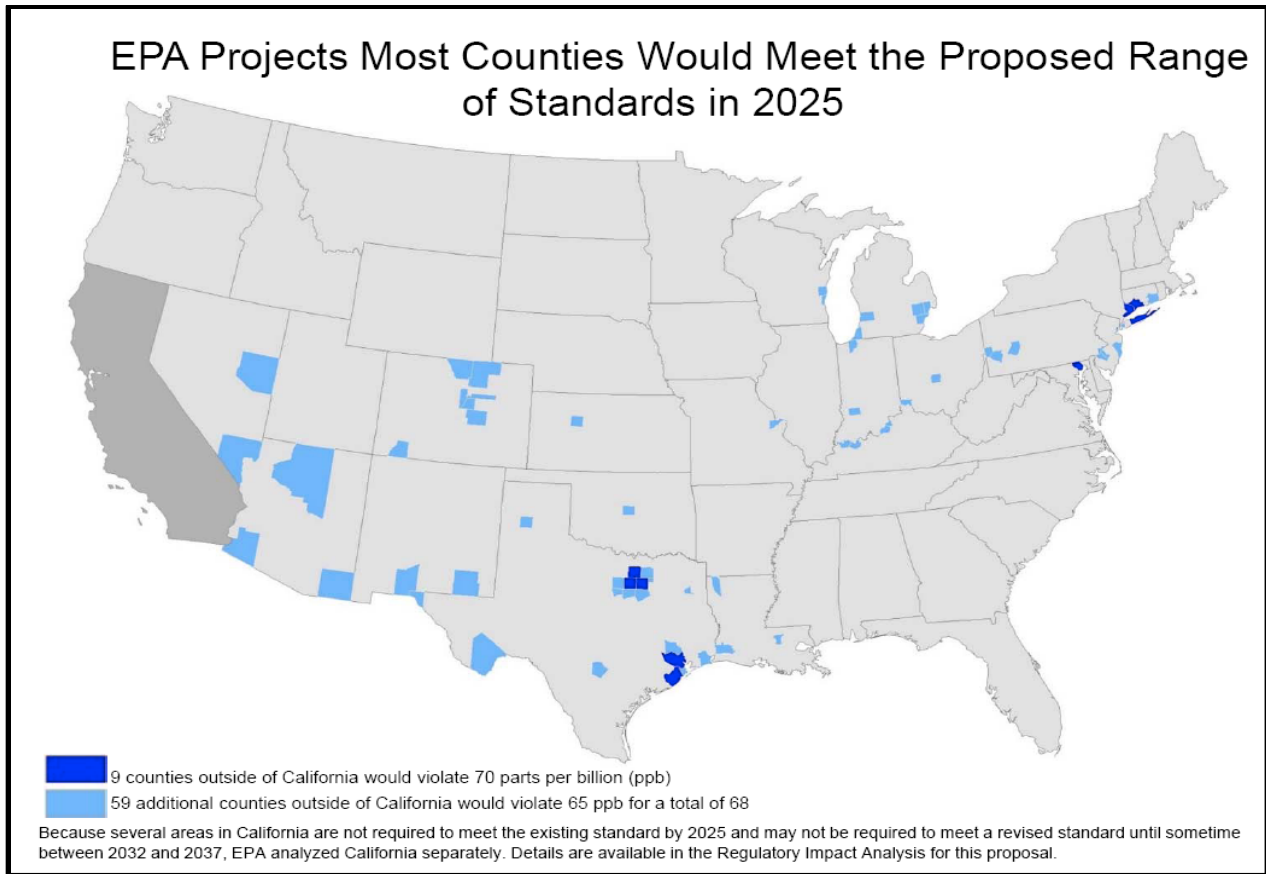 EPA Projects Most Counties Would Meet the Proposed Range
of Standards in 2025
9 counties outside of California would violate 70 parts per billion (ppb)
59 additional counties outside of California would violate 65 ppb for a total of 68
Because several areas in California are not required to meet the existing standard by 2025 and may not be required to meet a revised standard until sometime
between 2032 and 2037, EPA analyzed California separately. Details are available in the Regulatory Impact Analysis for this proposal.